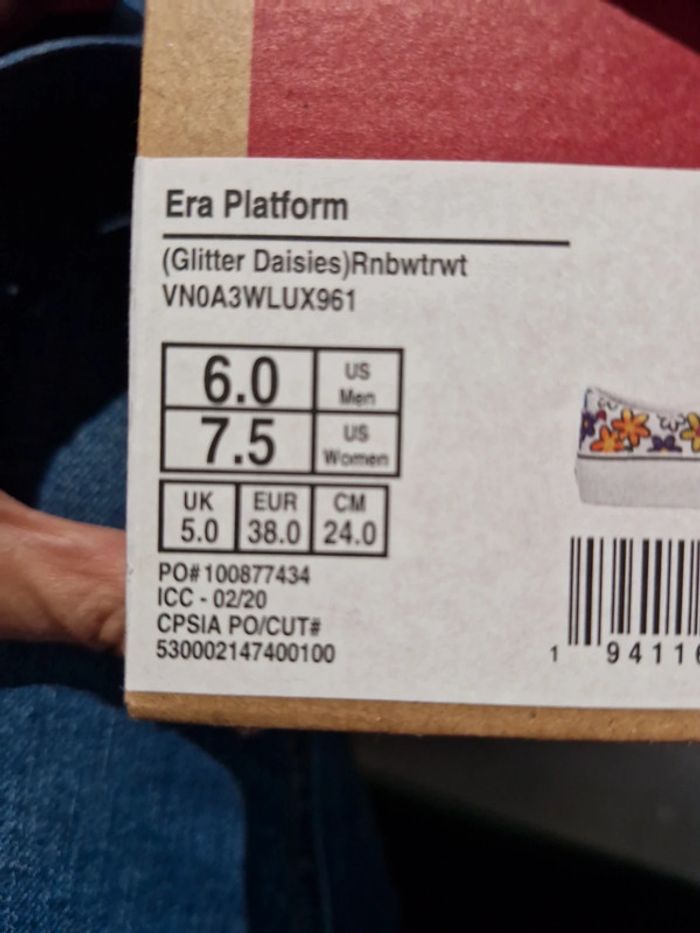 Era Platform
(Glitter Daisies)Rnbwtrwt
VN0A3WLUX961
6.0 US Men
7.5 US Women
UK EUR CM
5.0 38.0 24.0
PO# 100877434
ICC - 02/20
CPSIA PO/CUT#
530002147400100
1 94116